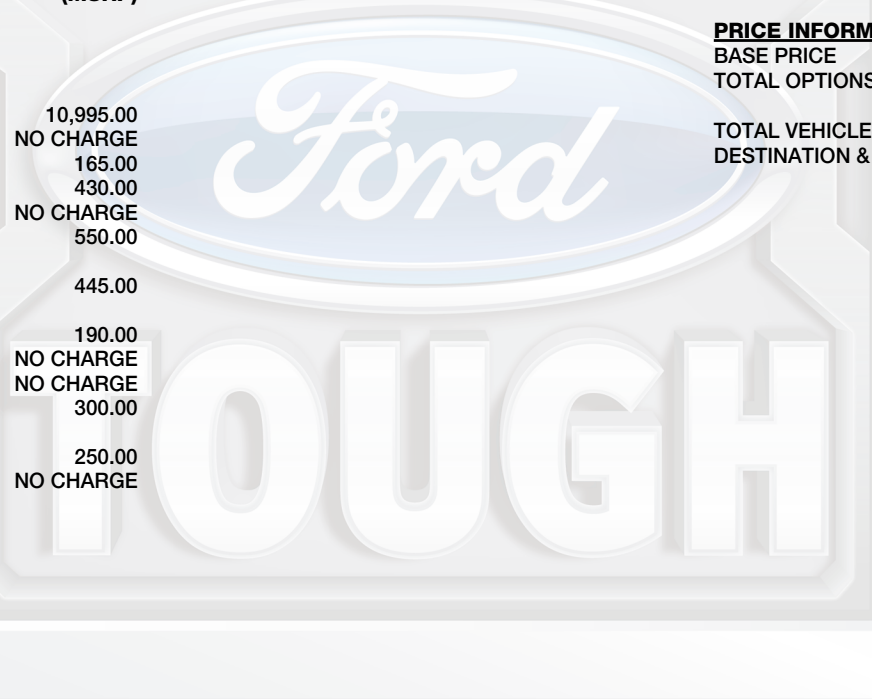 (MSRP)
10,995.00
NO CHARGE
165.00
430.00
NO CHARGE
550.00
445.00
190.00
NO CHARGE
NO CHARGE
300.00
250.00
NO CHARGE
PRICE INFORM
BASE PRICE
TOTAL OPTIONS
TOTAL VEHICLE
DESTINATION &
Ford
TOUGH